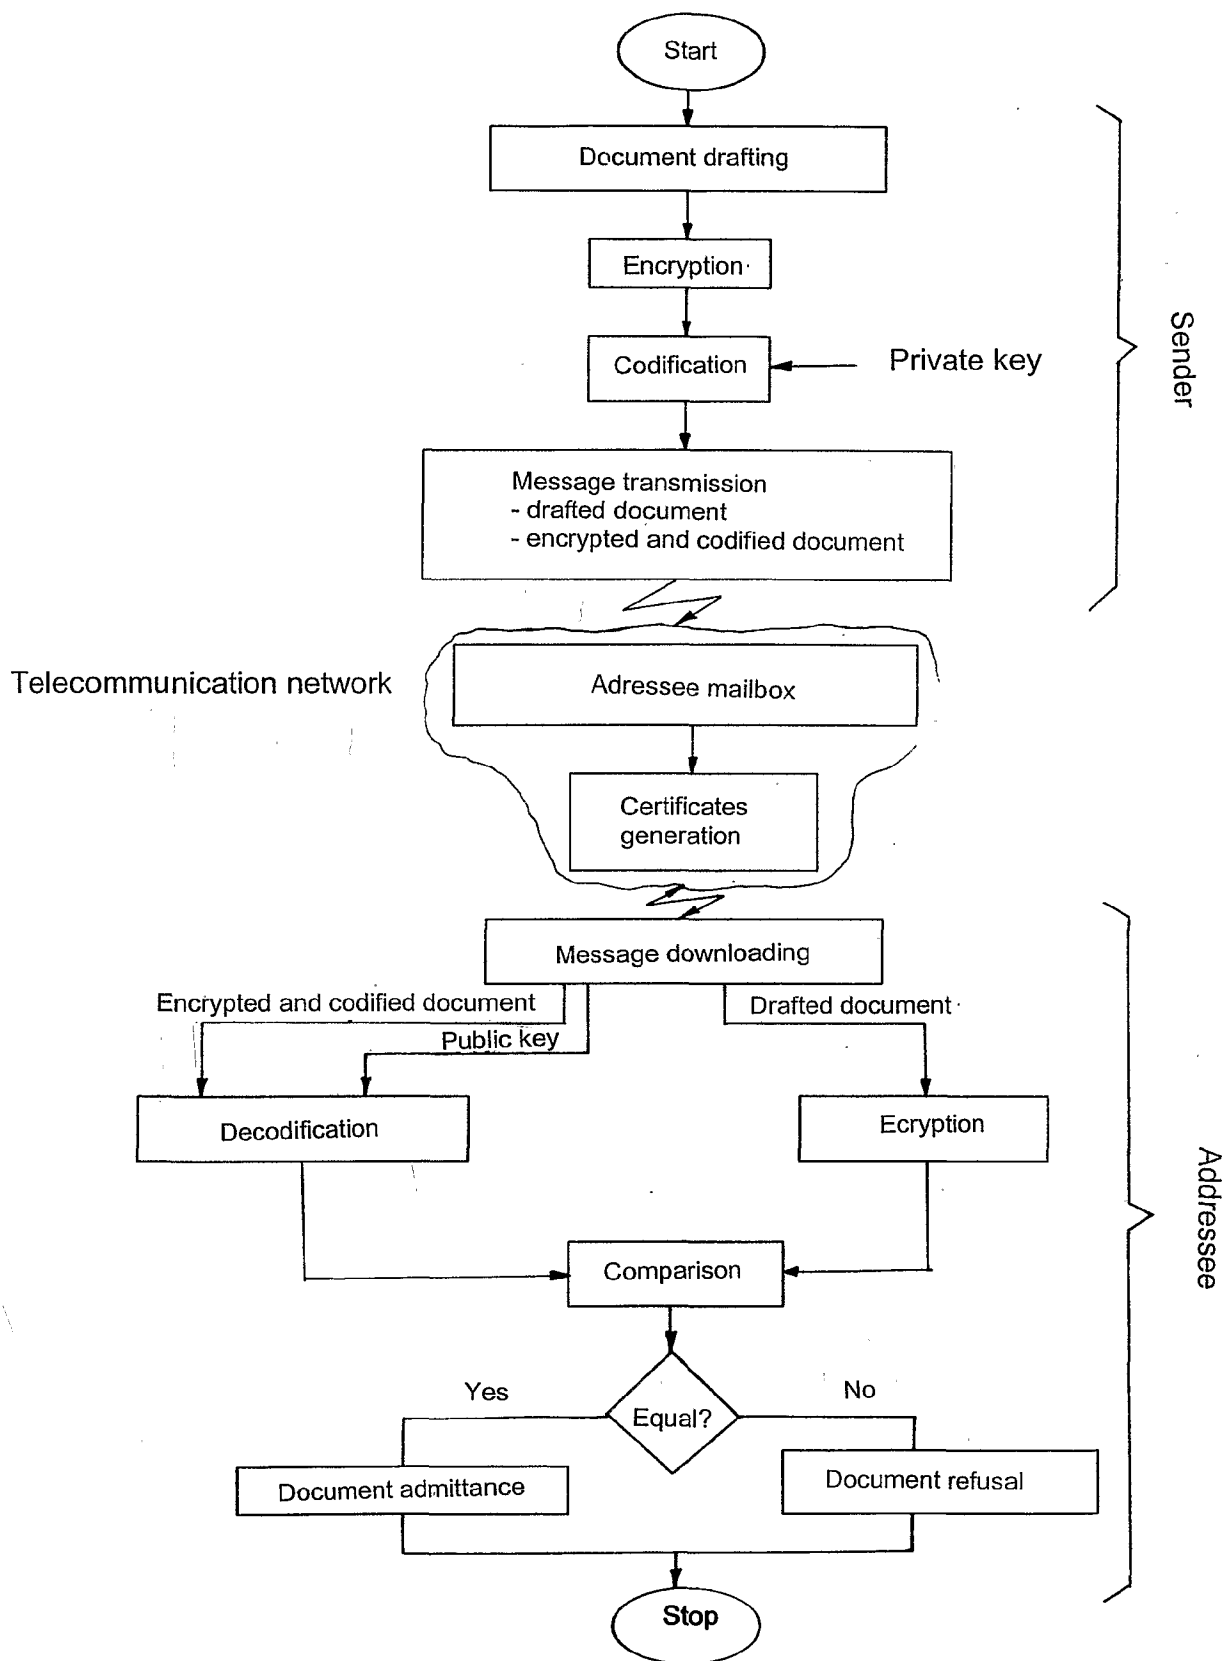 Start
Document drafting
Encryption
Codification
Private key
Sender
Message transmission
- drafted document
- encrypted and codified document
Telecommunication network
Adressee mailbox
Certificates
generation
Message downloading
Encrypted and codified document
Drafted document
Public key
Decodification
Ecryption
Addressee
Comparison
Yes
No
Equal?
Document admittance
Document refusal
Stop